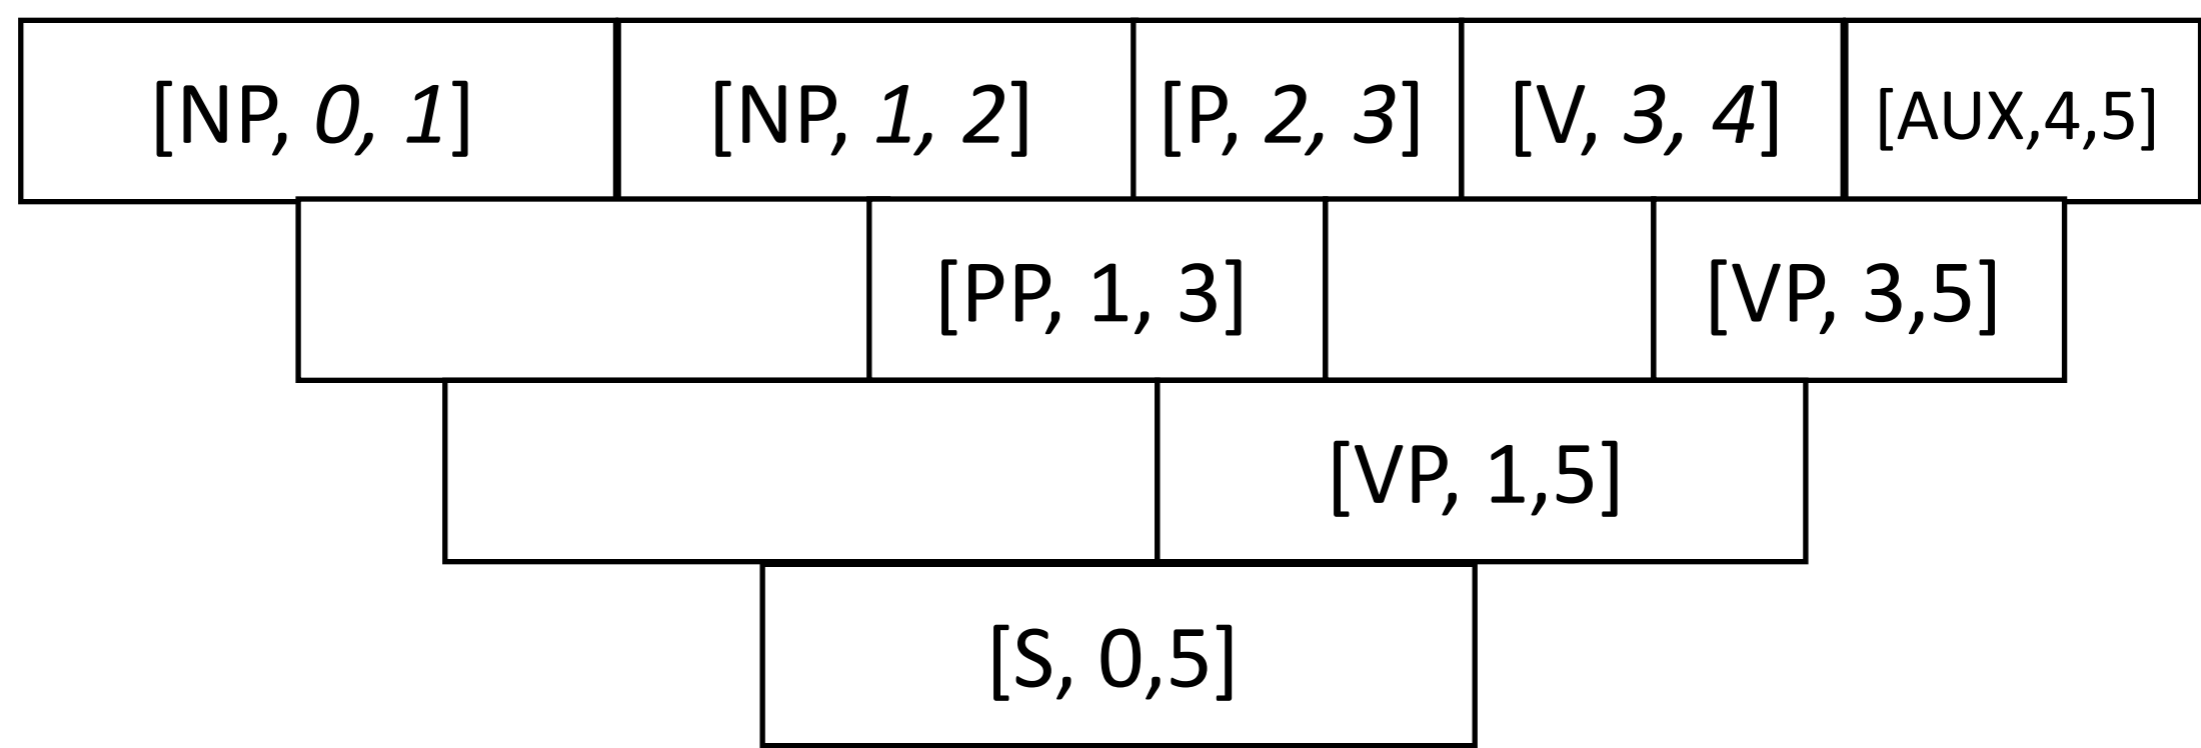 [NP, 0, 1] [NP, 1, 2] [P, 2, 3] [V, 3, 4] [AUX,4,5]
[PP, 1, 3] [VP, 3,5]
[VP, 1,5]
[S, 0,5]